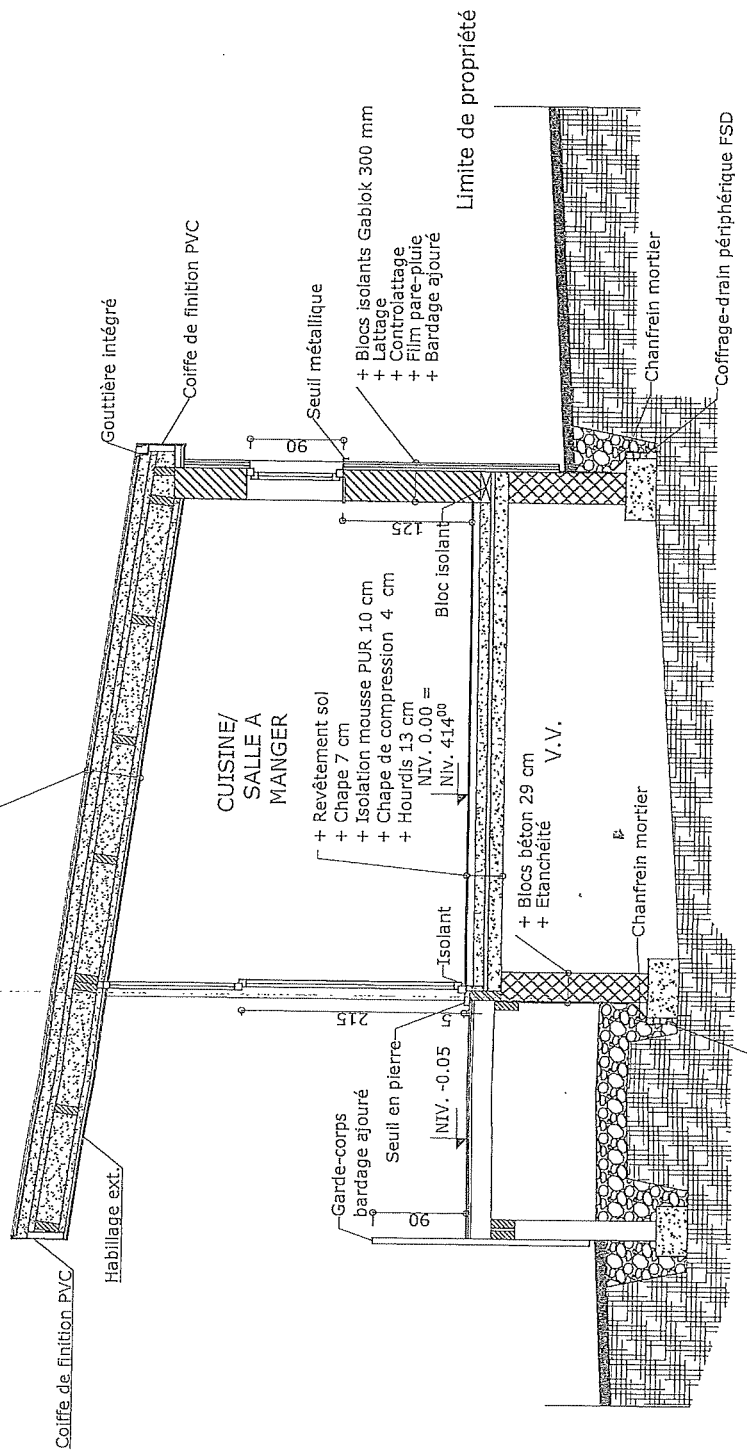 Coiffe de finition PVC
Habillage ext.
Gouttière intégré
Coiffe de finition PVC
CUISINE/
SALLE A
MANGER
90
Seuil métallique
+ Blocs isolants Gablok 300 mm
+ Lattage
+ Controlattage
+ Film pare-pluie
+ Bardage ajouré
Limite de propriété
125
Bloc isolant
+ Revêtement sol
+ Chape 7 cm
+ Isolation mousse PUR 10 cm
+ Chape de compression 4 cm
+ Hourdis 13 cm
NIV. 0.00 =
Niv. 414⁰⁰
Isolant
215
5
Seuil en pierre
NIV. -0.05
Garde-corps
bardage ajouré
90
+ Blocs béton 29 cm
+ Etanchéité
V.V.
Chanfrein mortier
Chanfrein mortier
Coffrage-drain périphérique FSD